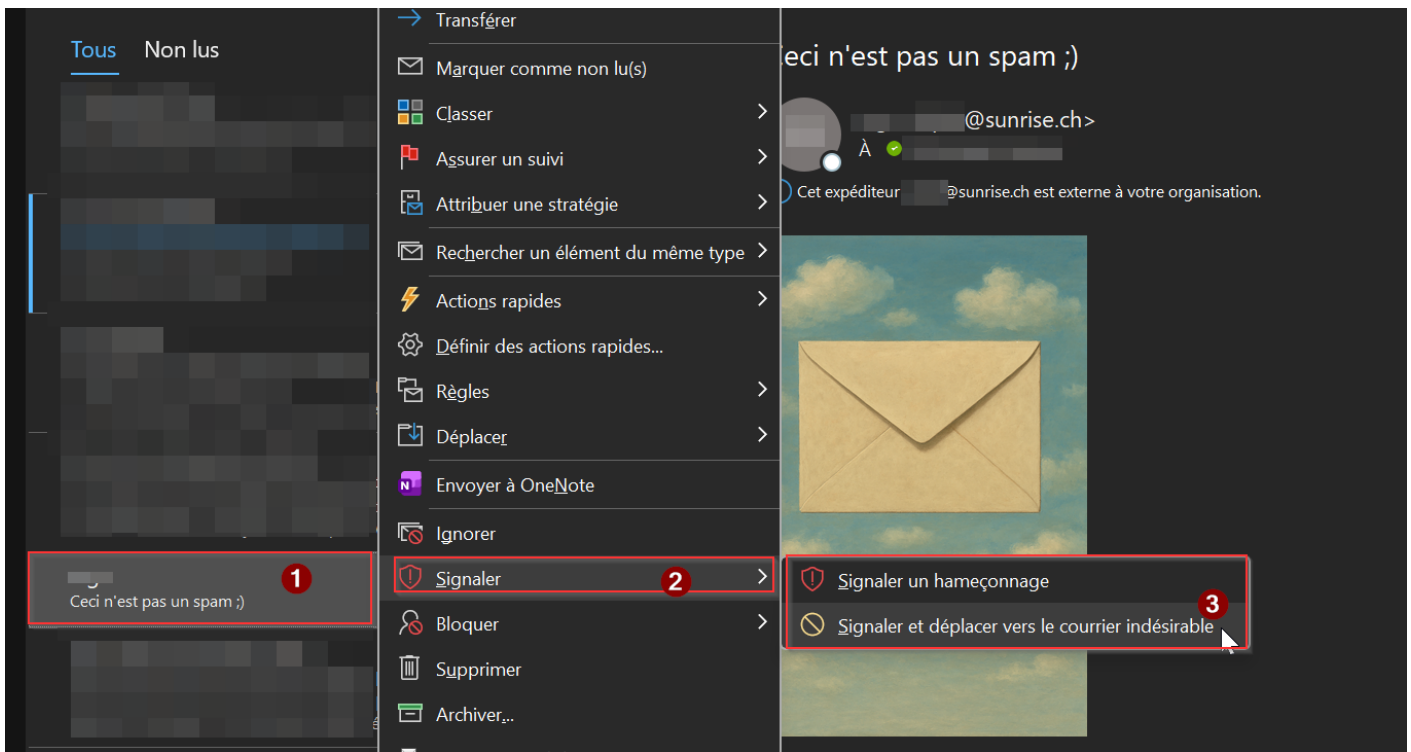 Tous Non lus
Ceci n'est pas un spam ;)
1
Transférer
Marquer comme non lu(s)
Classer
Assurer un suivi
Attribuer une stratégie
Rechercher un élément du même type
Actions rapides
Définir des actions rapides...
Règles
Déplacer
N
Envoyer à OneNote
Ignorer
Signaler
2
Bloquer
Supprimer
Archiver...
eci n'est pas un spam ;)
@sunrise.ch>
À
Cet expéditeur @sunrise.ch est externe à votre organisation.
Signaler un hameçonnage
3
Signaler et déplacer vers le courrier indésirable